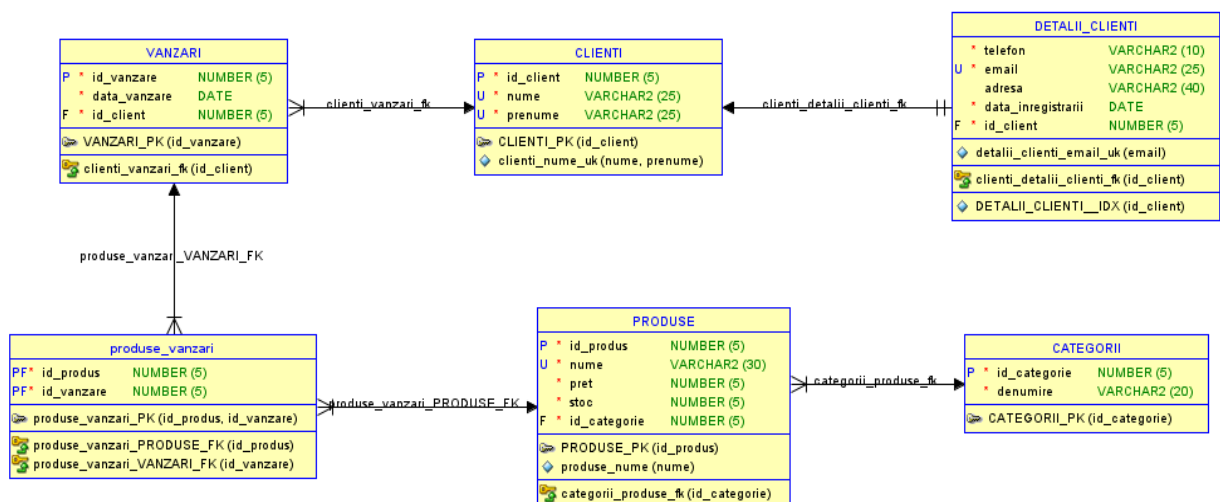 VANZARI
P * id_vanzare NUMBER (5)
* data_vanzare DATE
F * id_client NUMBER (5)
VANZARI_PK (id_vanzare)
clienti_vanzari_fk (id_client)
clienti_vanzari_fk
CLIENTI
P * id_client NUMBER (5)
U * nume VARCHAR2 (25)
U * prenume VARCHAR2 (25)
CLIENTI_PK (id_client)
clienti_nume_uk (nume, prenume)
clienti_detalii_clienti_fk
DETALII_CLIENTI
* telefon VARCHAR2 (10)
U * email VARCHAR2 (25)
adresa VARCHAR2 (40)
* data_inregistrarii DATE
F * id_client NUMBER (5)
detalii_clienti_email_uk (email)
clienti_detalii_clienti_fk (id_client)
DETALII_CLIENTI__IDX (id_client)
produse_vanzari_VANZARI_FK
produse_vanzari
PF* id_produs NUMBER (5)
PF* id_vanzare NUMBER (5)
produse_vanzari_PK (id_produs, id_vanzare)
produse_vanzari_PRODUSE_FK (id_produs)
produse_vanzari_VANZARI_FK (id_vanzare)
produse_vanzari_PRODUSE_FK
PRODUSE
P * id_produs NUMBER (5)
U * nume VARCHAR2 (30)
* pret NUMBER (5)
* stoc NUMBER (5)
F * id_categorie NUMBER (5)
PRODUSE_PK (id_produs)
produse_nume (nume)
categorii_produse_fk (id_categorie)
categorii_produse_fk
CATEGORII
P * id_categorie NUMBER (5)
* denumire VARCHAR2 (20)
CATEGORII_PK (id_categorie)